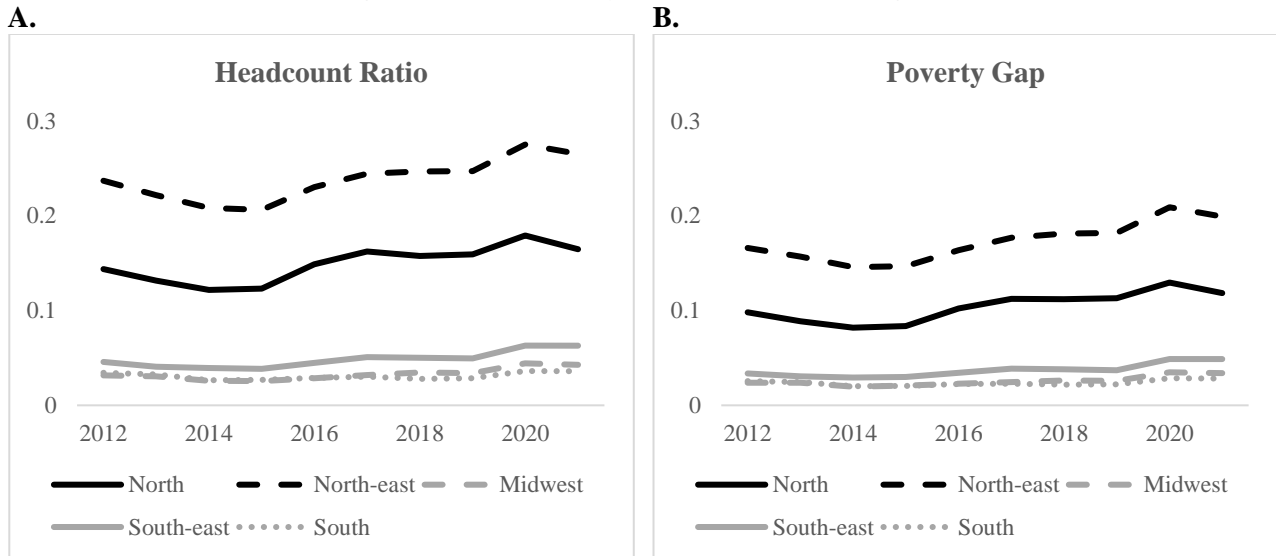 A.
Headcount Ratio
0.3
0.2
0.1
0
2012 2014 2016 2018 2020
North North-east Midwest
South-east South
B.
Poverty Gap
0.3
0.2
0.1
0
2012 2014 2016 2018 2020
North North-east Midwest
South-east South